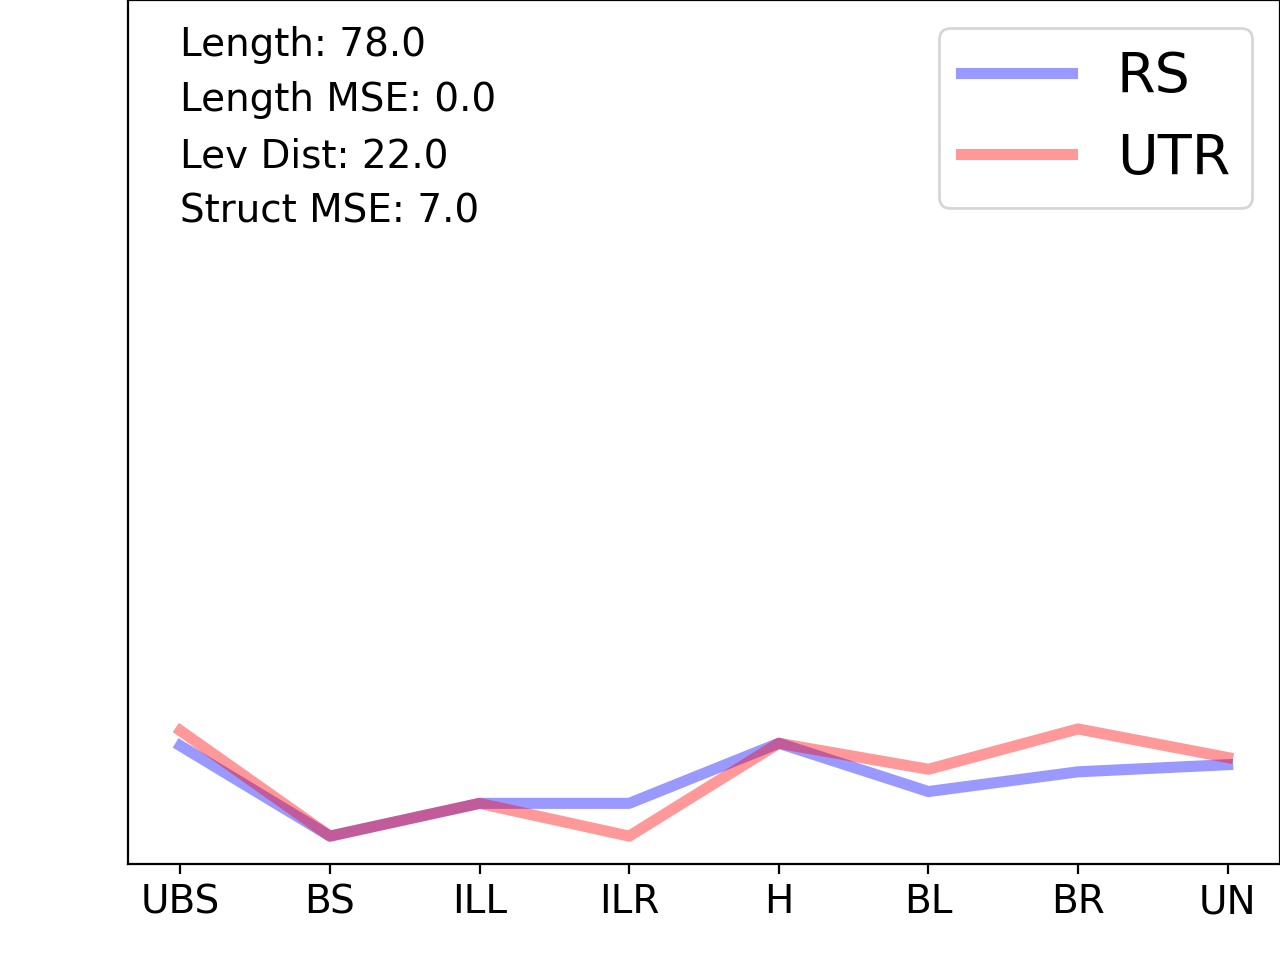 Length: 78.0
Length MSE: 0.0
Lev Dist: 22.0
Struct MSE: 7.0
RS
UTR
UBS BS ILL ILR H BL BR UN